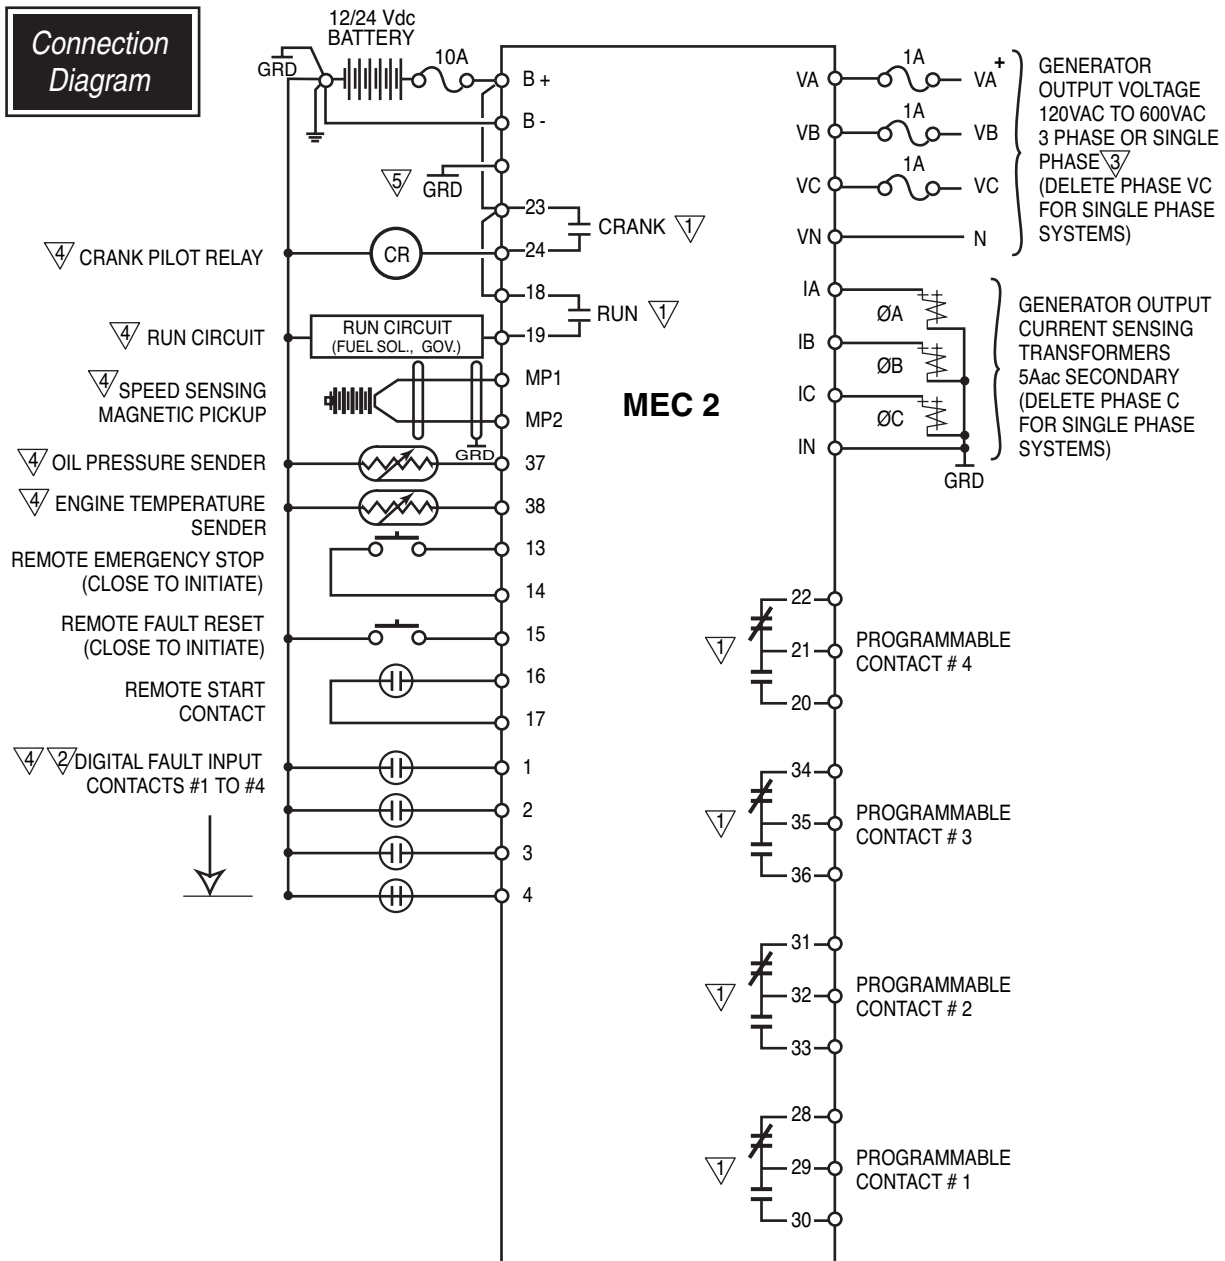 Connection
Diagram
12/24 Vdc
BATTERY
GRD
10A
B +
B -
5
GRD
23
CRANK 1
4 CRANK PILOT RELAY
CR
24
18
RUN 1
4 RUN CIRCUIT
RUN CIRCUIT
(FUEL SOL., GOV.)
19
4 SPEED SENSING
MAGNETIC PICKUP
MP1
MP2
GRD
4 OIL PRESSURE SENDER
37
4 ENGINE TEMPERATURE
SENDER
38
REMOTE EMERGENCY STOP
(CLOSE TO INITIATE)
13
14
REMOTE FAULT RESET
(CLOSE TO INITIATE)
15
REMOTE START
CONTACT
16
17
4 2 DIGITAL FAULT INPUT
CONTACTS #1 TO #4
1
2
3
4
MEC 2
VA
1A
VA
+
VB
1A
VB
VC
1A
VC
VN
N
GENERATOR
OUTPUT VOLTAGE
120VAC TO 600VAC
3 PHASE OR SINGLE
PHASE 3
(DELETE PHASE VC
FOR SINGLE PHASE
SYSTEMS)
IA
ØA
IB
ØB
IC
ØC
IN
GRD
GENERATOR OUTPUT
CURRENT SENSING
TRANSFORMERS
5Aac SECONDARY
(DELETE PHASE C
FOR SINGLE PHASE
SYSTEMS)
22
1
21
20
PROGRAMMABLE
CONTACT # 4
34
1
35
36
PROGRAMMABLE
CONTACT # 3
31
1
32
33
PROGRAMMABLE
CONTACT # 2
28
1
29
30
PROGRAMMABLE
CONTACT # 1